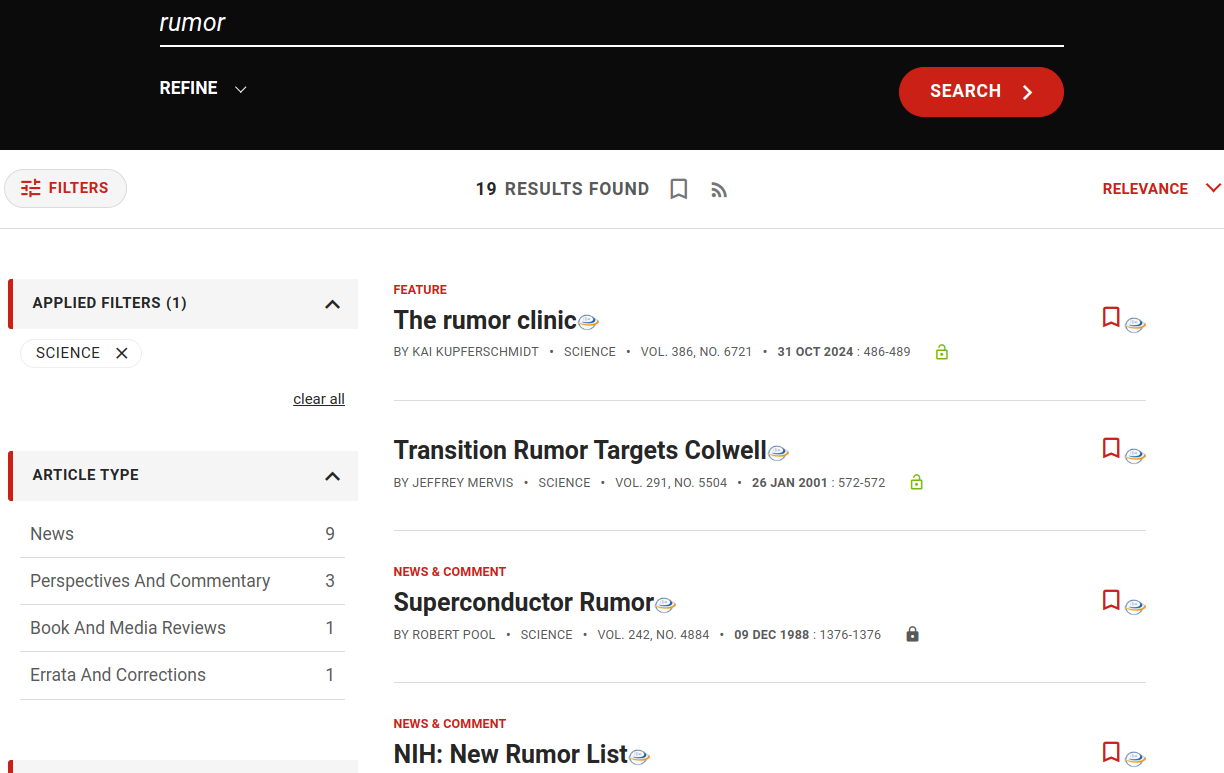 rumor
REFINE
SEARCH
FILTERS
19 RESULTS FOUND
RELEVANCE
APPLIED FILTERS (1)
SCIENCE
clear all
ARTICLE TYPE
News 9
Perspectives And Commentary 3
Book And Media Reviews 1
Errata And Corrections 1
FEATURE
The rumor clinic
BY KAI KUPFERSCHMIDT • SCIENCE • VOL. 386, NO. 6721 • 31 OCT 2024 : 486-489
Transition Rumor Targets Colwell
BY JEFFREY MERVIS • SCIENCE • VOL. 291, NO. 5504 • 26 JAN 2001 : 572-572
NEWS & COMMENT
Superconductor Rumor
BY ROBERT POOL • SCIENCE • VOL. 242, NO. 4884 • 09 DEC 1988 : 1376-1376
NEWS & COMMENT
NIH: New Rumor List